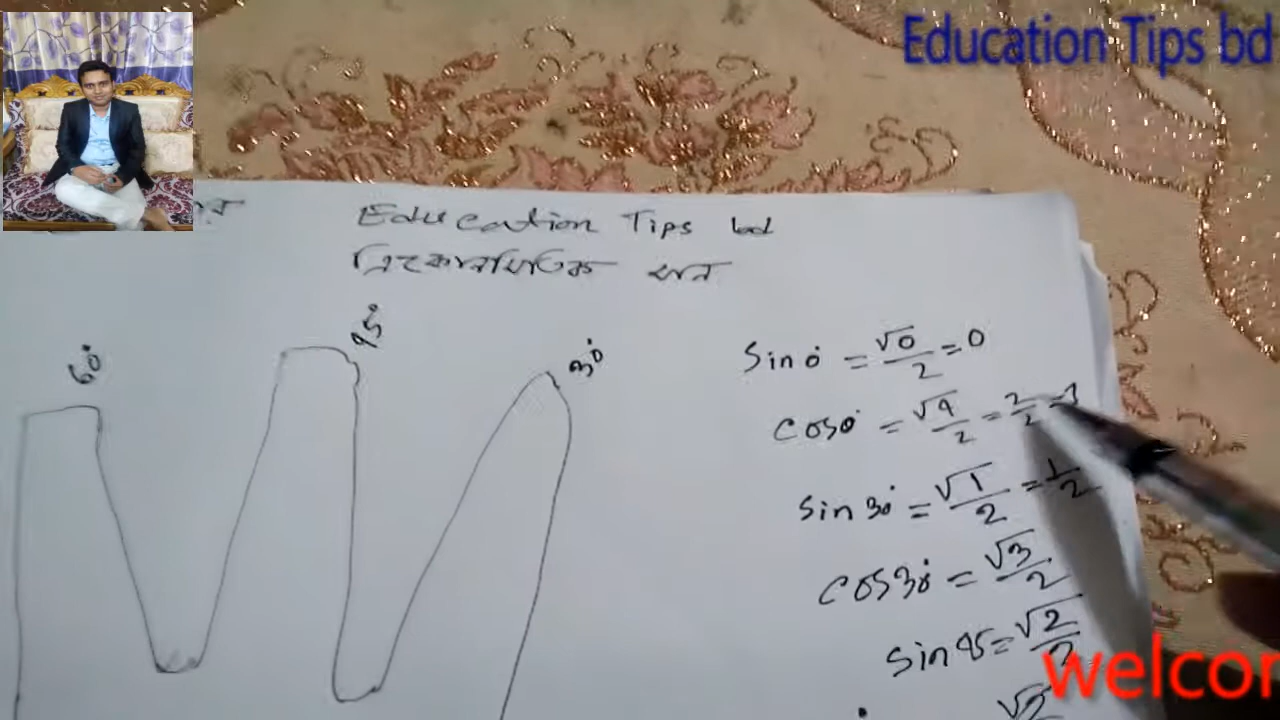 Education Tips bd
Education Tips bd
ত্রিকোনমিতিক মান
60°
45°
30°
Sin 0° = √0/2 = 0
cos 0° = √4/2 = 2/2 = 1
Sin 30° = √1/2 = 1/2
cos 30° = √3/2
Sin 45 = √2/2
welcor